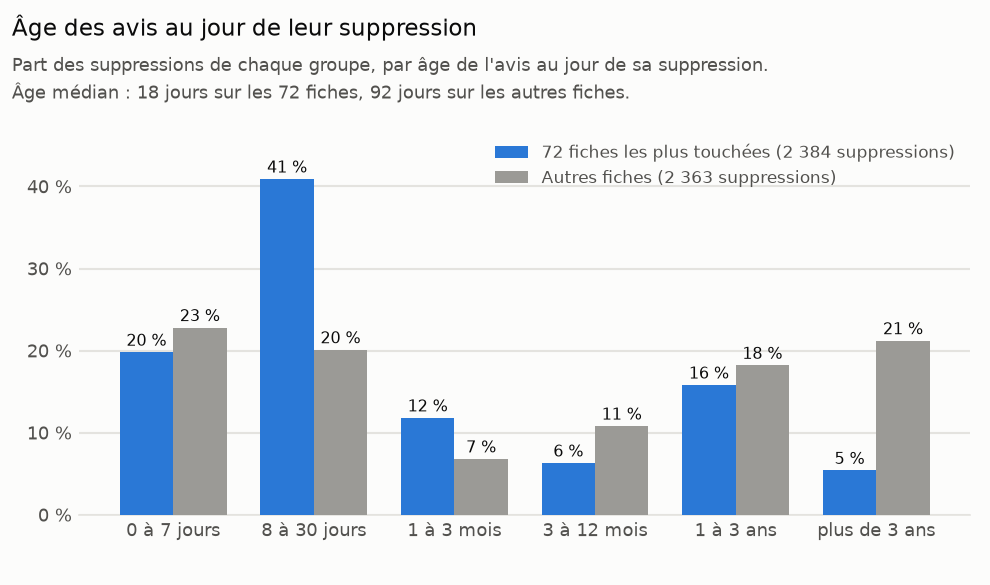 Âge des avis au jour de leur suppression
Part des suppressions de chaque groupe, par âge de l'avis au jour de sa suppression.
Âge médian : 18 jours sur les 72 fiches, 92 jours sur les autres fiches.
72 fiches les plus touchées (2 384 suppressions)
Autres fiches (2 363 suppressions)
40 %
30 %
20 %
10 %
0 %
20 %
23 %
41 %
20 %
12 %
7 %
6 %
11 %
16 %
18 %
5 %
21 %
0 à 7 jours
8 à 30 jours
1 à 3 mois
3 à 12 mois
1 à 3 ans
plus de 3 ans